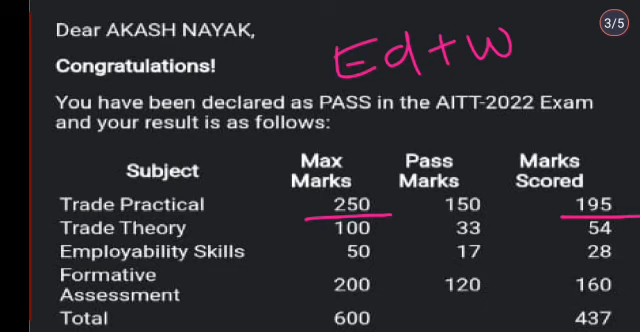 3/5
Dear AKASH NAYAK,
Ed+w
Congratulations!
You have been declared as PASS in the AITT-2022 Exam
and your result is as follows:
Subject Max Marks Pass Marks Marks Scored
Trade Practical 250 150 195
Trade Theory 100 33 54
Employability Skills 50 17 28
Formative Assessment 200 120 160
Total 600 437